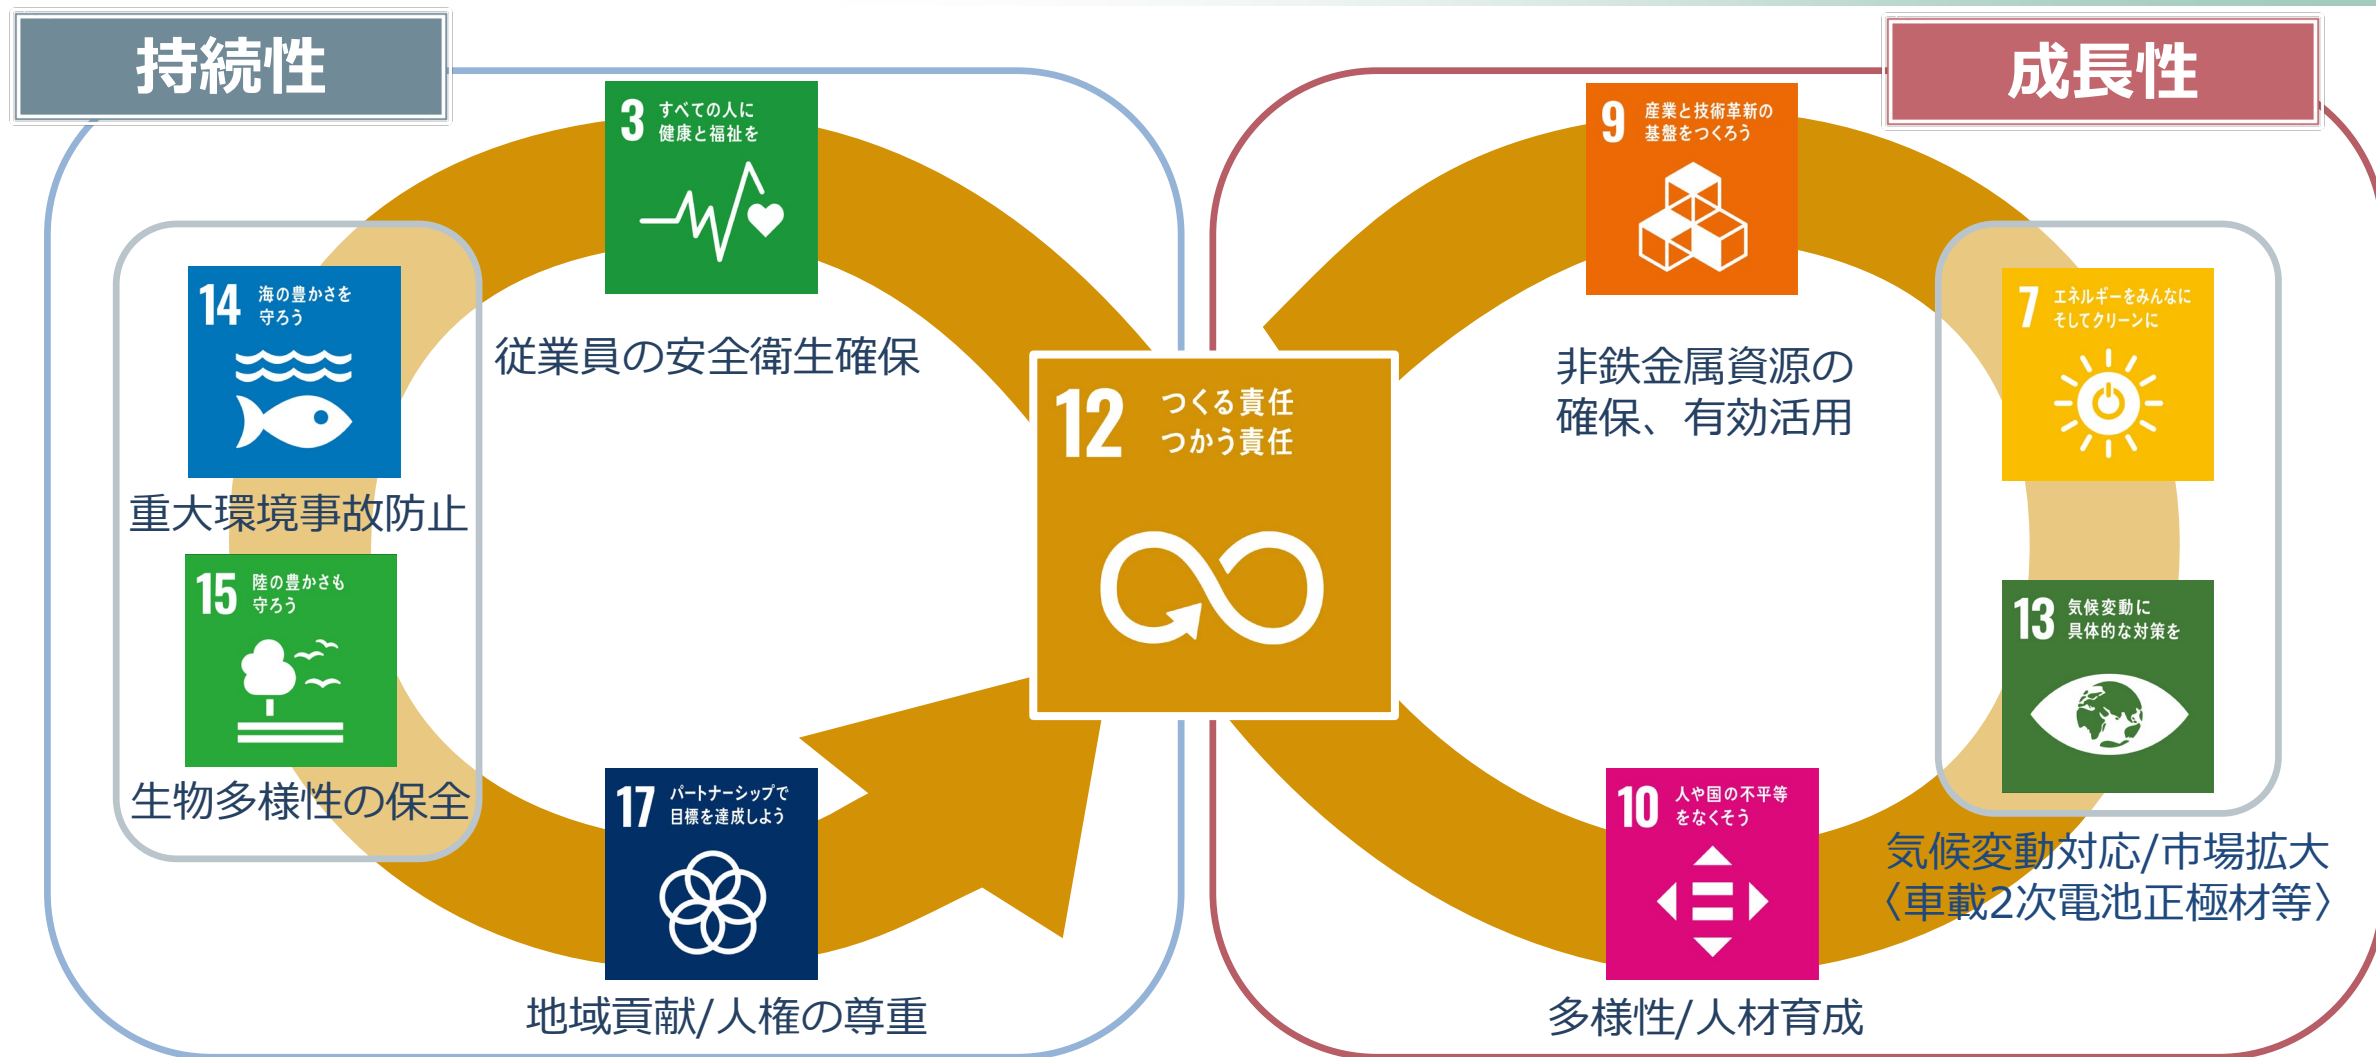 持続性
3 すべての人に
健康と福祉を
従業員の安全衛生確保
14 海の豊かさを
守ろう
重大環境事故防止
15 陸の豊かさも
守ろう
生物多様性の保全
17 パートナーシップで
目標を達成しよう
地域貢献/人権の尊重
12 つくる責任
つかう責任
成長性
9 産業と技術革新の
基盤をつくろう
非鉄金属資源の
確保、有効活用
7 エネルギーをみんなに
そしてクリーンに
13 気候変動に
具体的な対策を
気候変動対応/市場拡大
〈車載2次電池正極材等〉
10 人や国の不平等
をなくそう
多様性/人材育成